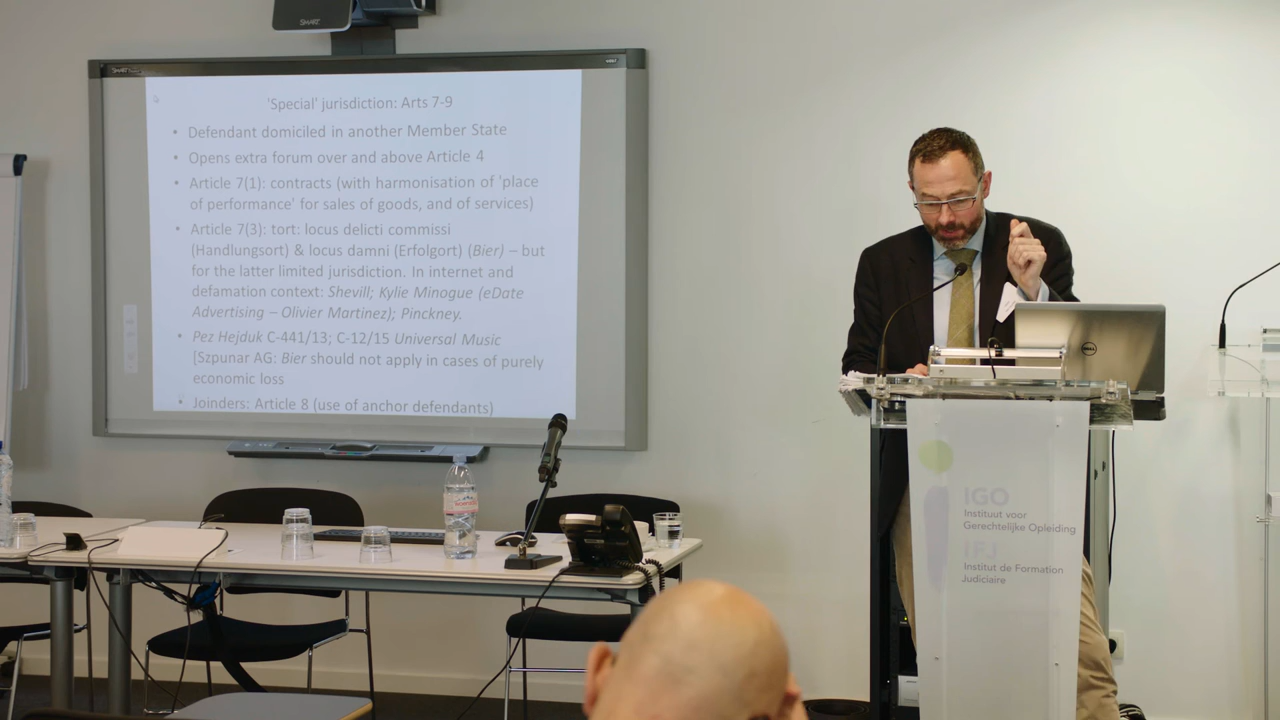 SMART
SMART
'Special' jurisdiction: Arts 7-9
• Defendant domiciled in another Member State
• Opens extra forum over and above Article 4
• Article 7(1): contracts (with harmonisation of 'place
of performance' for sales of goods, and of services)
• Article 7(3): tort: locus delicti commissi
(Handlungsort) & locus damni (Erfolgort) (Bier) – but
for the latter limited jurisdiction. In internet and
defamation context: Shevill; Kylie Minogue (eDate
Advertising – Olivier Martinez); Pinckney.
• Pez Hejduk C-441/13; C-12/15 Universal Music
[Szpunar AG: Bier should not apply in cases of purely
economic loss
• Joinders: Article 8 (use of anchor defendants)
DELL
IGO
Instituut voor
Gerechtelijke Opleiding
IFJ
Institut de Formation
Judiciaire